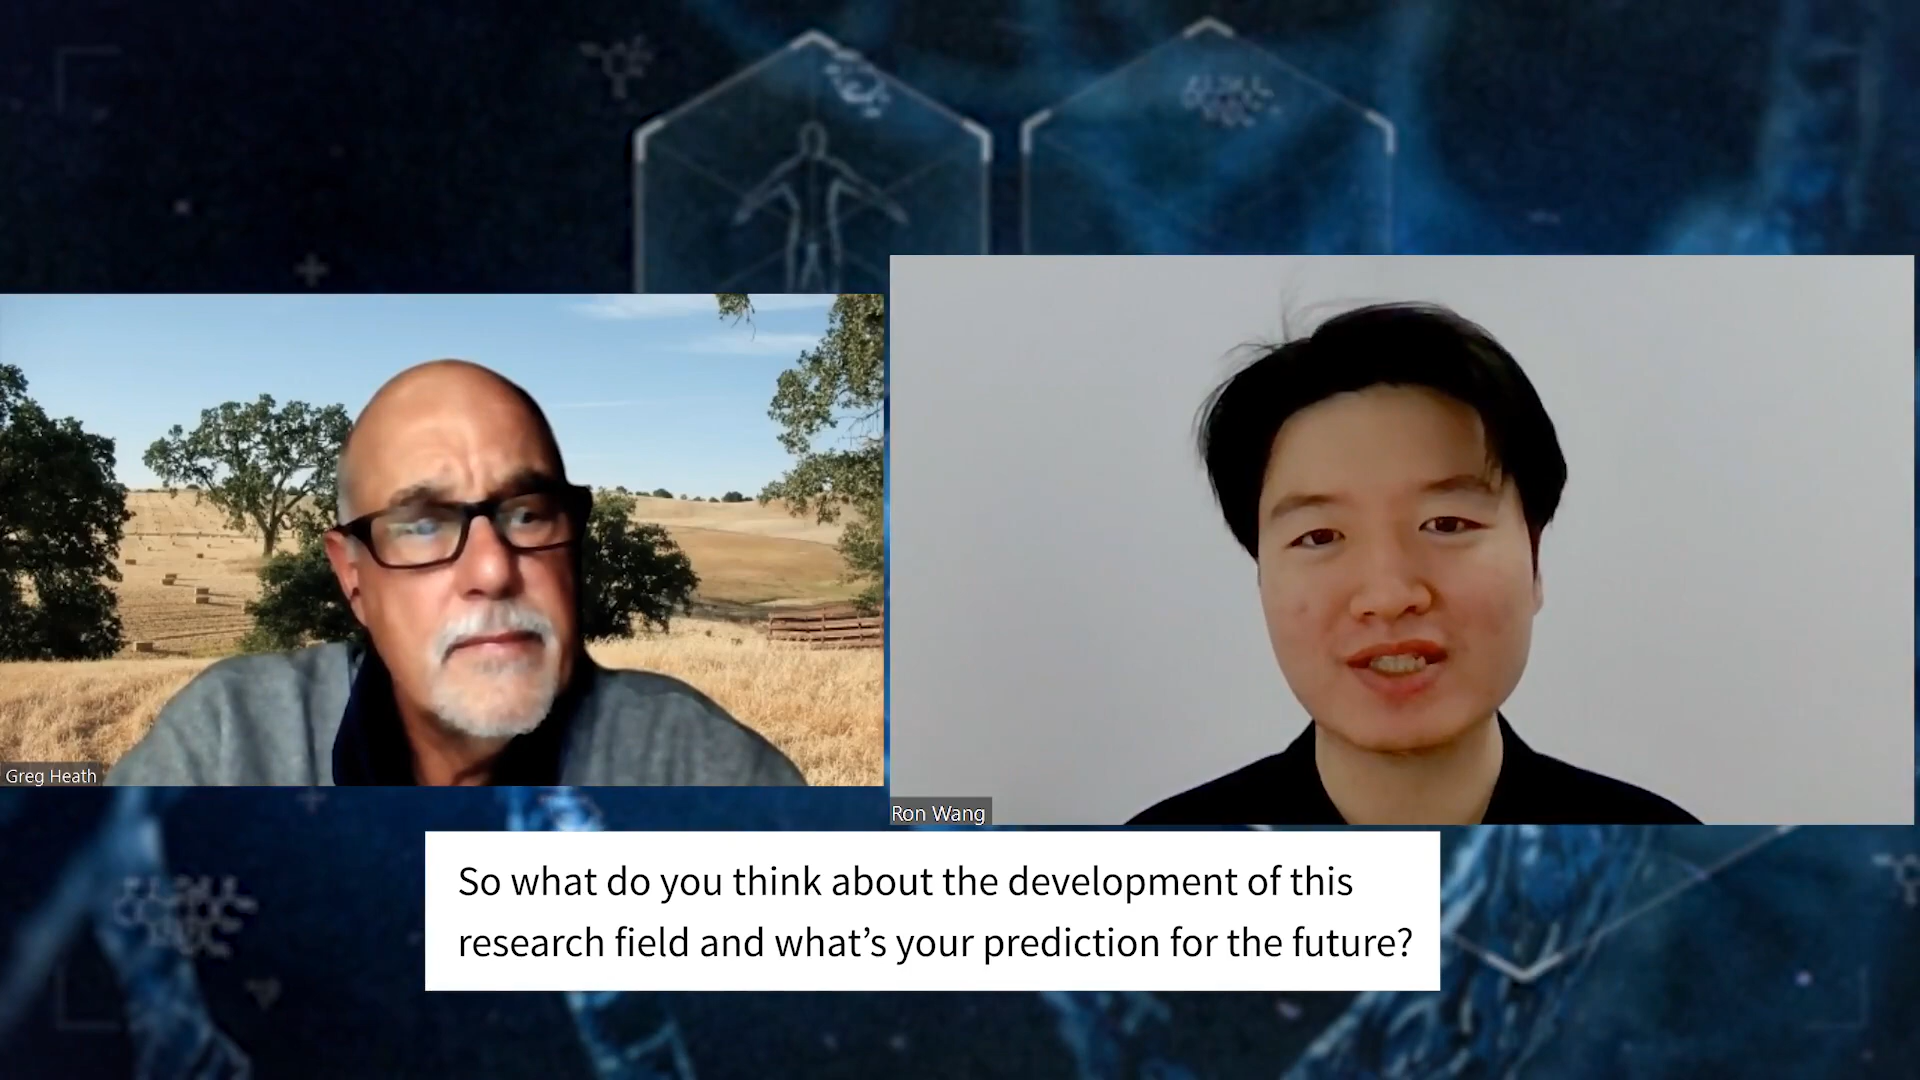 Greg Heath
Ron Wang
So what do you think about the development of this
research field and what’s your prediction for the future?